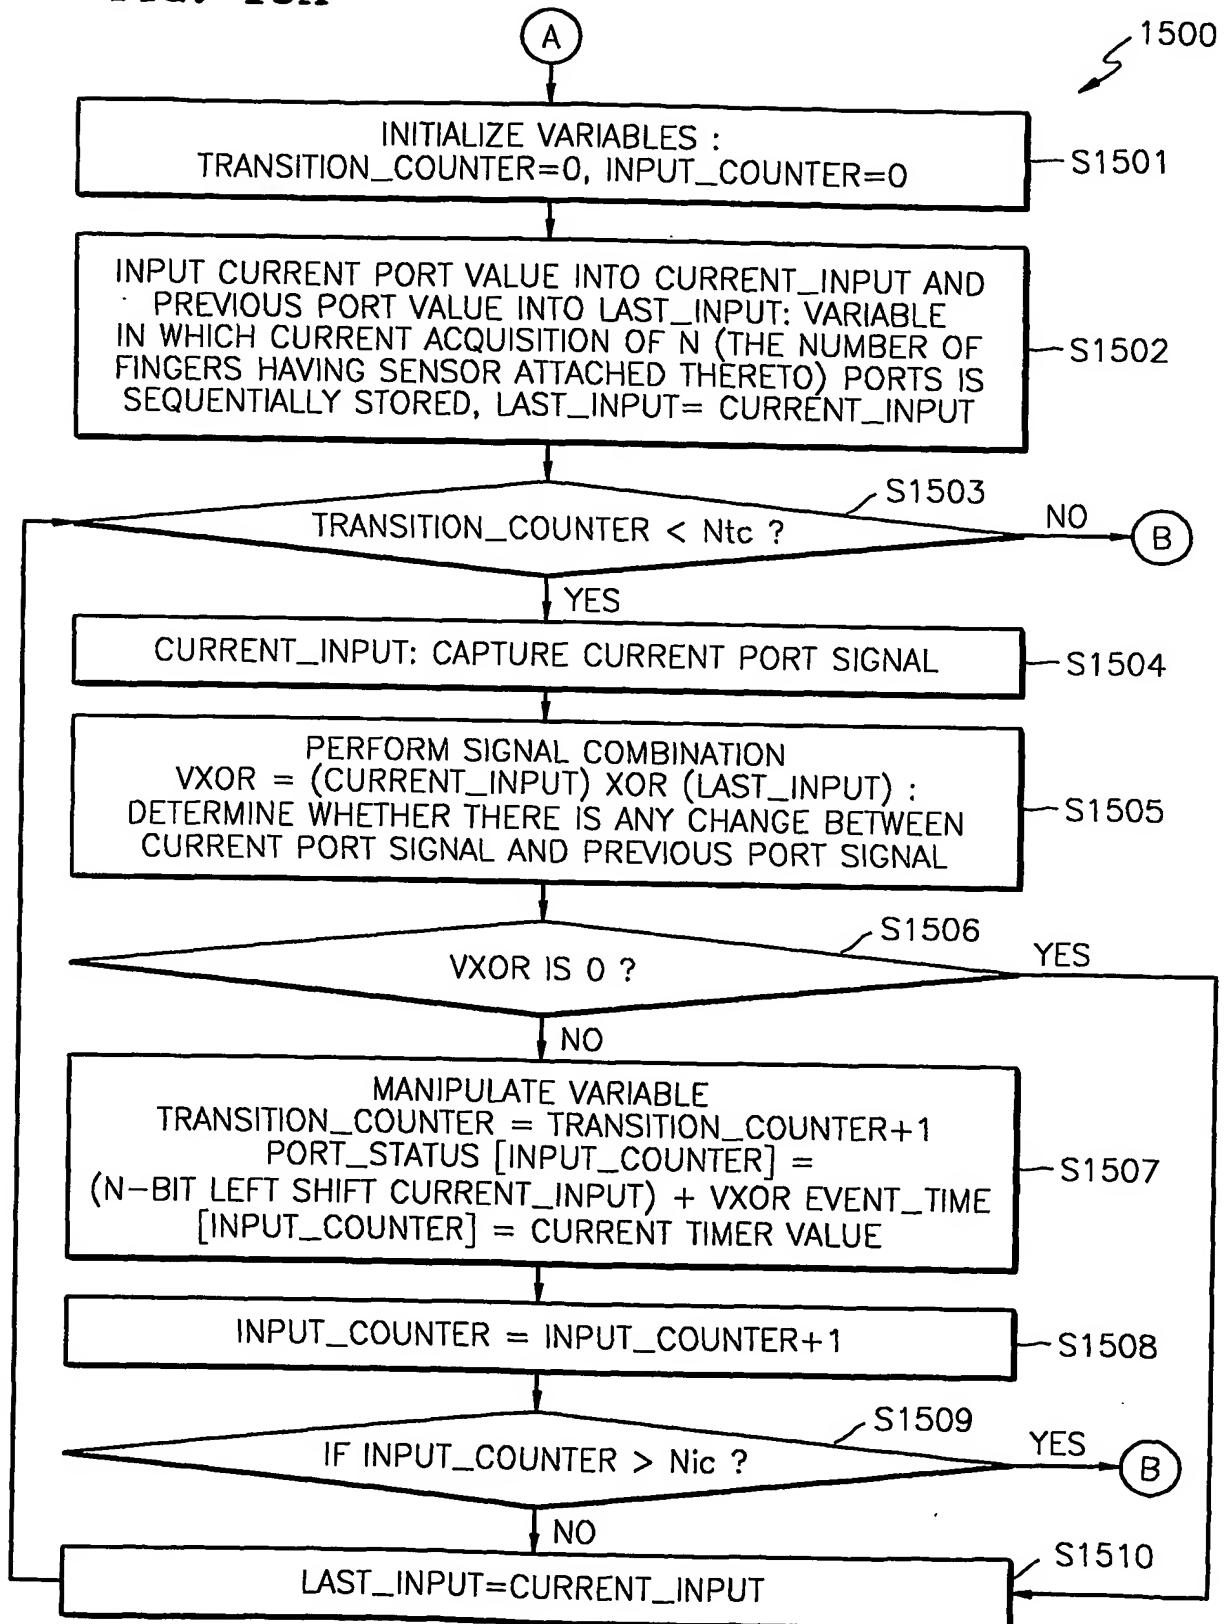 A
1500
INITIALIZE VARIABLES :
TRANSITION_COUNTER=0, INPUT_COUNTER=0
S1501
INPUT CURRENT PORT VALUE INTO CURRENT_INPUT AND
PREVIOUS PORT VALUE INTO LAST_INPUT: VARIABLE
IN WHICH CURRENT ACQUISITION OF N (THE NUMBER OF
FINGERS HAVING SENSOR ATTACHED THERETO) PORTS IS
SEQUENTIALLY STORED, LAST_INPUT= CURRENT_INPUT
S1502
S1503
TRANSITION_COUNTER < Ntc ?
NO
B
YES
CURRENT_INPUT: CAPTURE CURRENT PORT SIGNAL
S1504
PERFORM SIGNAL COMBINATION
VXOR = (CURRENT_INPUT) XOR (LAST_INPUT) :
DETERMINE WHETHER THERE IS ANY CHANGE BETWEEN
CURRENT PORT SIGNAL AND PREVIOUS PORT SIGNAL
S1505
S1506
VXOR IS 0 ?
YES
NO
MANIPULATE VARIABLE
TRANSITION_COUNTER = TRANSITION_COUNTER+1
PORT_STATUS [INPUT_COUNTER] =
(N-BIT LEFT SHIFT CURRENT_INPUT) + VXOR EVENT_TIME
[INPUT_COUNTER] = CURRENT TIMER VALUE
S1507
INPUT_COUNTER = INPUT_COUNTER+1
S1508
S1509
IF INPUT_COUNTER > Nic ?
YES
B
NO
S1510
LAST_INPUT=CURRENT_INPUT